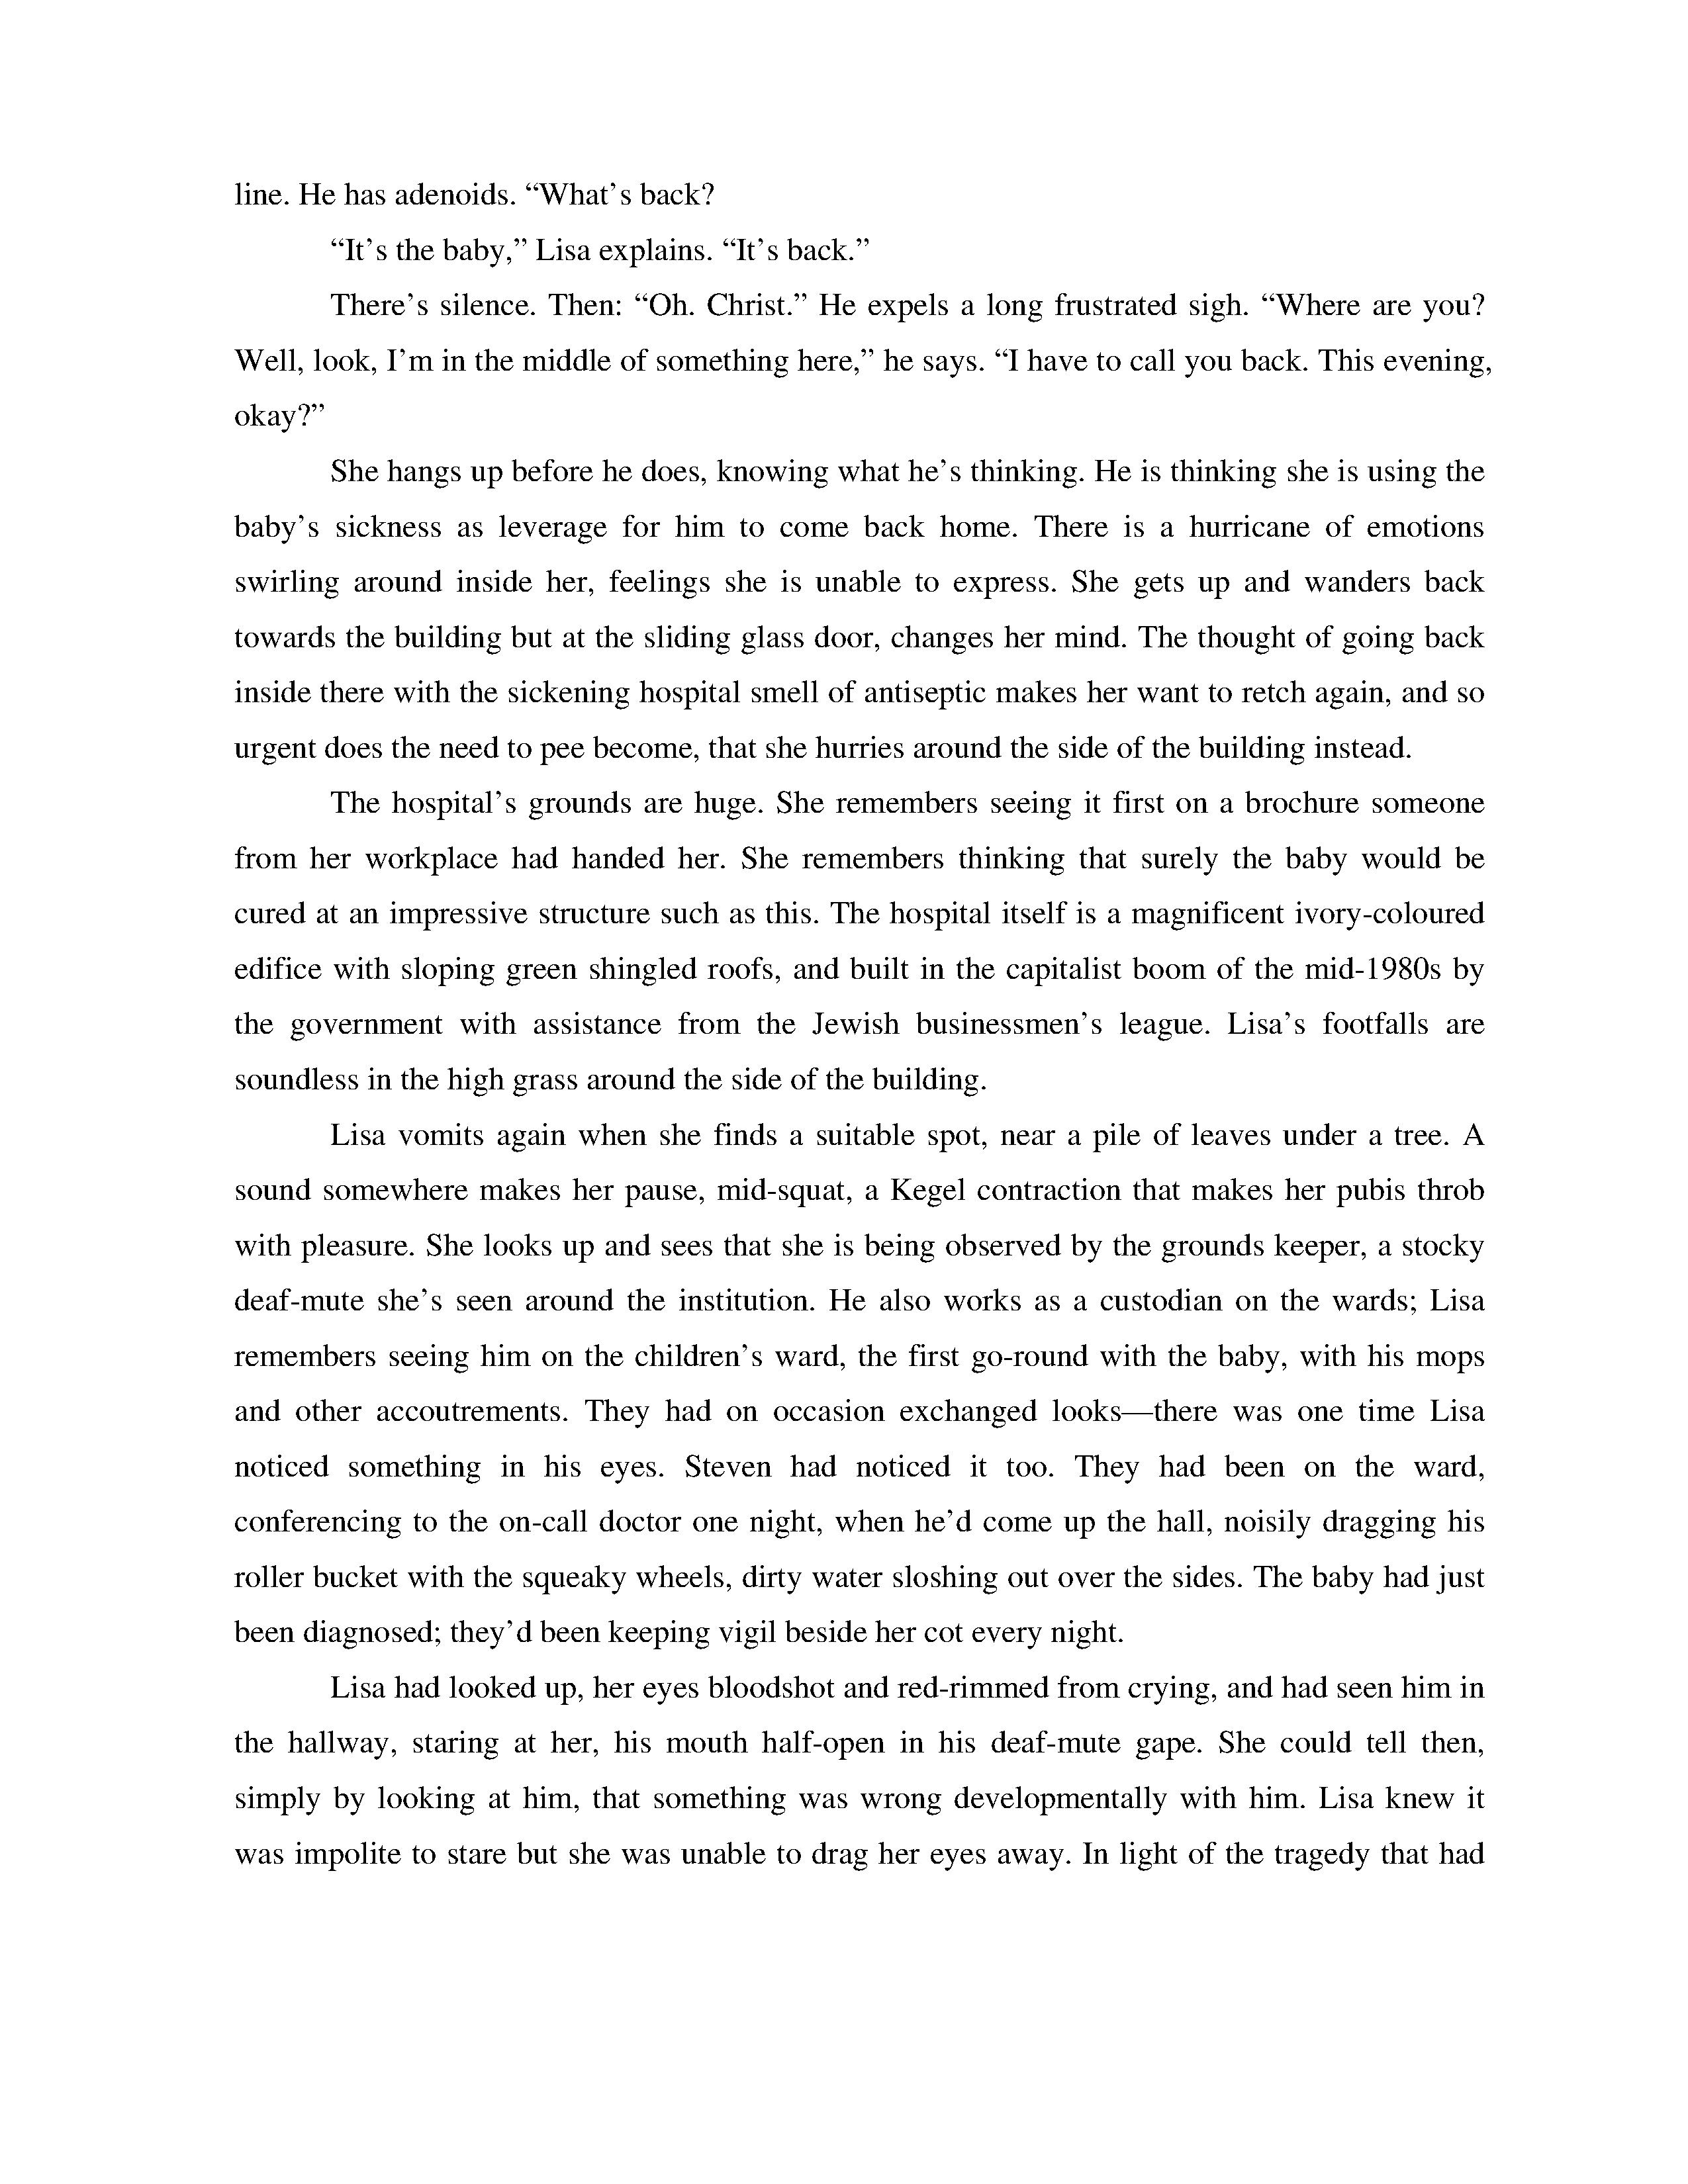 line. He has adenoids. “What’s back?
“It’s the baby,” Lisa explains. “It’s back.”
There’s silence. Then: “Oh. Christ.” He expels a long frustrated sigh. “Where are you?
Well, look, I’m in the middle of something here,” he says. “I have to call you back. This evening,
okay?”
She hangs up before he does, knowing what he’s thinking. He is thinking she is using the
baby’s sickness as leverage for him to come back home. There is a hurricane of emotions
swirling around inside her, feelings she is unable to express. She gets up and wanders back
towards the building but at the sliding glass door, changes her mind. The thought of going back
inside there with the sickening hospital smell of antiseptic makes her want to retch again, and so
urgent does the need to pee become, that she hurries around the side of the building instead.
The hospital’s grounds are huge. She remembers seeing it first on a brochure someone
from her workplace had handed her. She remembers thinking that surely the baby would be
cured at an impressive structure such as this. The hospital itself is a magnificent ivory-coloured
edifice with sloping green shingled roofs, and built in the capitalist boom of the mid-1980s by
the government with assistance from the Jewish businessmen’s league. Lisa’s footfalls are
soundless in the high grass around the side of the building.
Lisa vomits again when she finds a suitable spot, near a pile of leaves under a tree. A
sound somewhere makes her pause, mid-squat, a Kegel contraction that makes her pubis throb
with pleasure. She looks up and sees that she is being observed by the grounds keeper, a stocky
deaf-mute she’s seen around the institution. He also works as a custodian on the wards; Lisa
remembers seeing him on the children’s ward, the first go-round with the baby, with his mops
and other accoutrements. They had on occasion exchanged looks—there was one time Lisa
noticed something in his eyes. Steven had noticed it too. They had been on the ward,
conferencing to the on-call doctor one night, when he’d come up the hall, noisily dragging his
roller bucket with the squeaky wheels, dirty water sloshing out over the sides. The baby had just
been diagnosed; they’d been keeping vigil beside her cot every night.
Lisa had looked up, her eyes bloodshot and red-rimmed from crying, and had seen him in
the hallway, staring at her, his mouth half-open in his deaf-mute gape. She could tell then,
simply by looking at him, that something was wrong developmentally with him. Lisa knew it
was impolite to stare but she was unable to drag her eyes away. In light of the tragedy that had